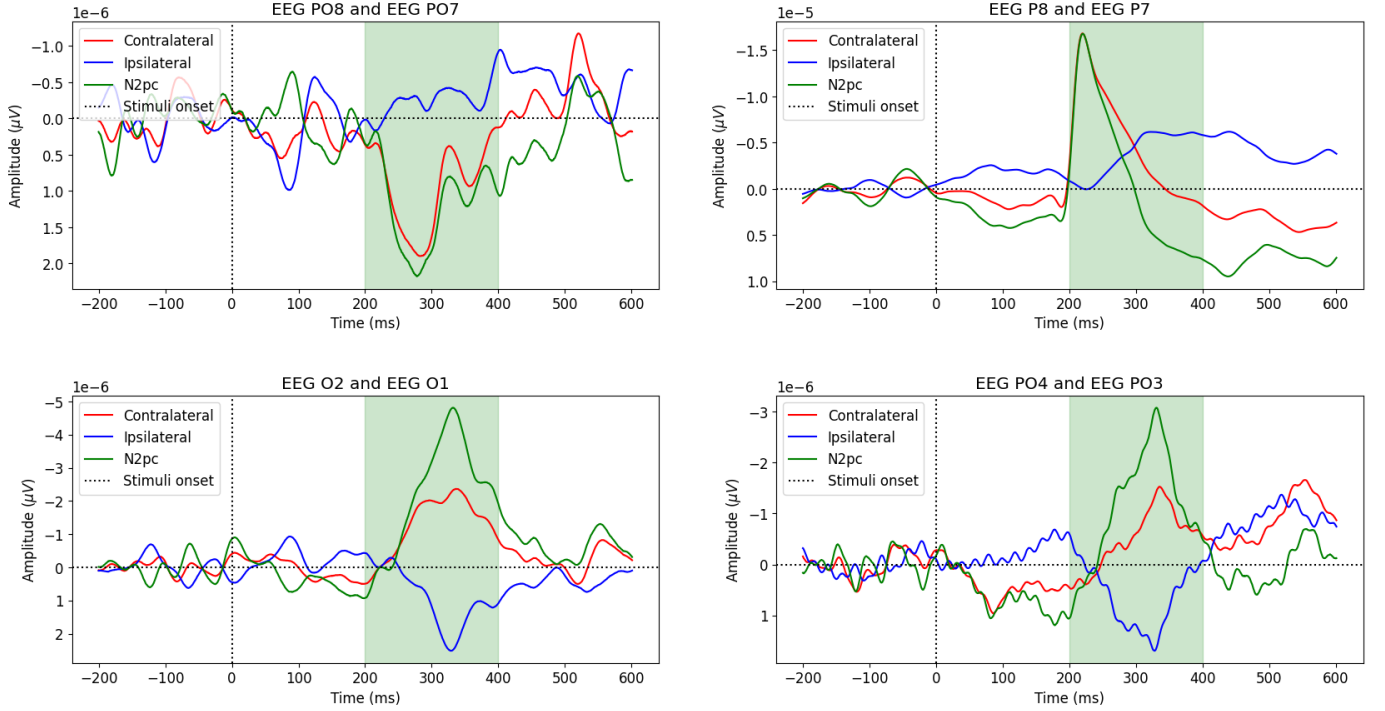 EEG PO8 and EEG PO7
1e−6
Contralateral
Ipsilateral
N2pc
Stimuli onset
Amplitude (μV)
−1.0
−0.5
0.0
0.5
1.0
1.5
2.0
−200 −100 0 100 200 300 400 500 600
Time (ms)
EEG P8 and EEG P7
1e−5
Contralateral
Ipsilateral
N2pc
Stimuli onset
Amplitude (μV)
−1.5
−1.0
−0.5
0.0
0.5
1.0
−200 −100 0 100 200 300 400 500 600
Time (ms)
EEG O2 and EEG O1
1e−6
Contralateral
Ipsilateral
N2pc
Stimuli onset
Amplitude (μV)
−5
−4
−3
−2
−1
0
1
2
−200 −100 0 100 200 300 400 500 600
Time (ms)
EEG PO4 and EEG PO3
1e−6
Contralateral
Ipsilateral
N2pc
Stimuli onset
Amplitude (μV)
−3
−2
−1
0
1
−200 −100 0 100 200 300 400 500 600
Time (ms)